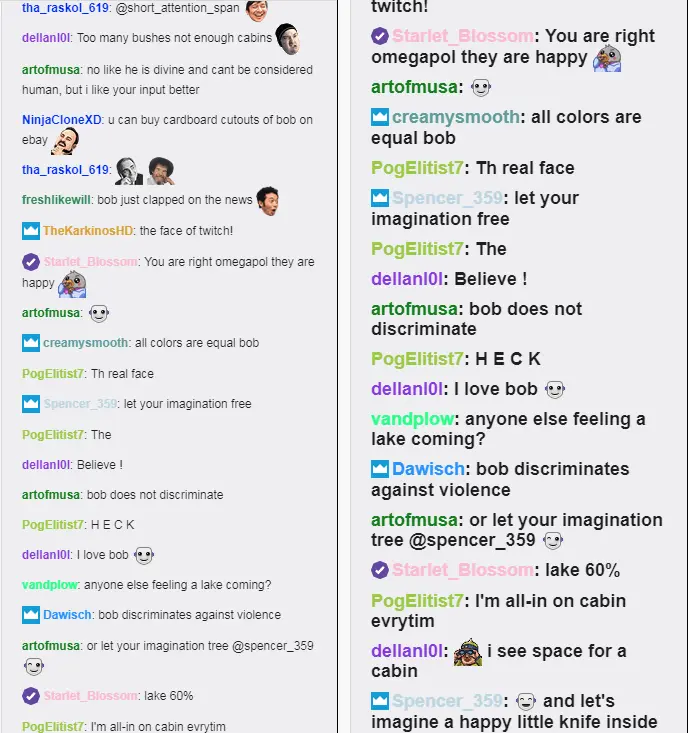 tha_raskol_619: @short_attention_span
dellanl0l: Too many bushes not enough cabins
artofmusa: no like he is divine and cant be considered
human, but i like your input better
NinjaCloneXD: u can buy cardboard cutouts of bob on
ebay
tha_raskol_619:
freshlikewill: bob just clapped on the news
TheKarkinosHD: the face of twitch!
Starlet_Blossom: You are right omegapol they are
happy
artofmusa:
creamysmooth: all colors are equal bob
PogElitist7: Th real face
Spencer_359: let your imagination free
PogElitist7: The
dellanl0l: Believe !
artofmusa: bob does not discriminate
PogElitist7: H E C K
dellanl0l: I love bob
vandplow: anyone else feeling a lake coming?
Dawisch: bob discriminates against violence
artofmusa: or let your imagination tree @spencer_359
Starlet_Blossom: lake 60%
PogElitist7: I'm all-in on cabin evrytim
twitch!
Starlet_Blossom: You are right
omegapol they are happy
artofmusa:
creamysmooth: all colors are
equal bob
PogElitist7: Th real face
Spencer_359: let your
imagination free
PogElitist7: The
dellanl0l: Believe !
artofmusa: bob does not
discriminate
PogElitist7: H E C K
dellanl0l: I love bob
vandplow: anyone else feeling a
lake coming?
Dawisch: bob discriminates
against violence
artofmusa: or let your imagination
tree @spencer_359
Starlet_Blossom: lake 60%
PogElitist7: I'm all-in on cabin
evrytim
dellanl0l: i see space for a
cabin
Spencer_359: and let's
imagine a happy little knife inside